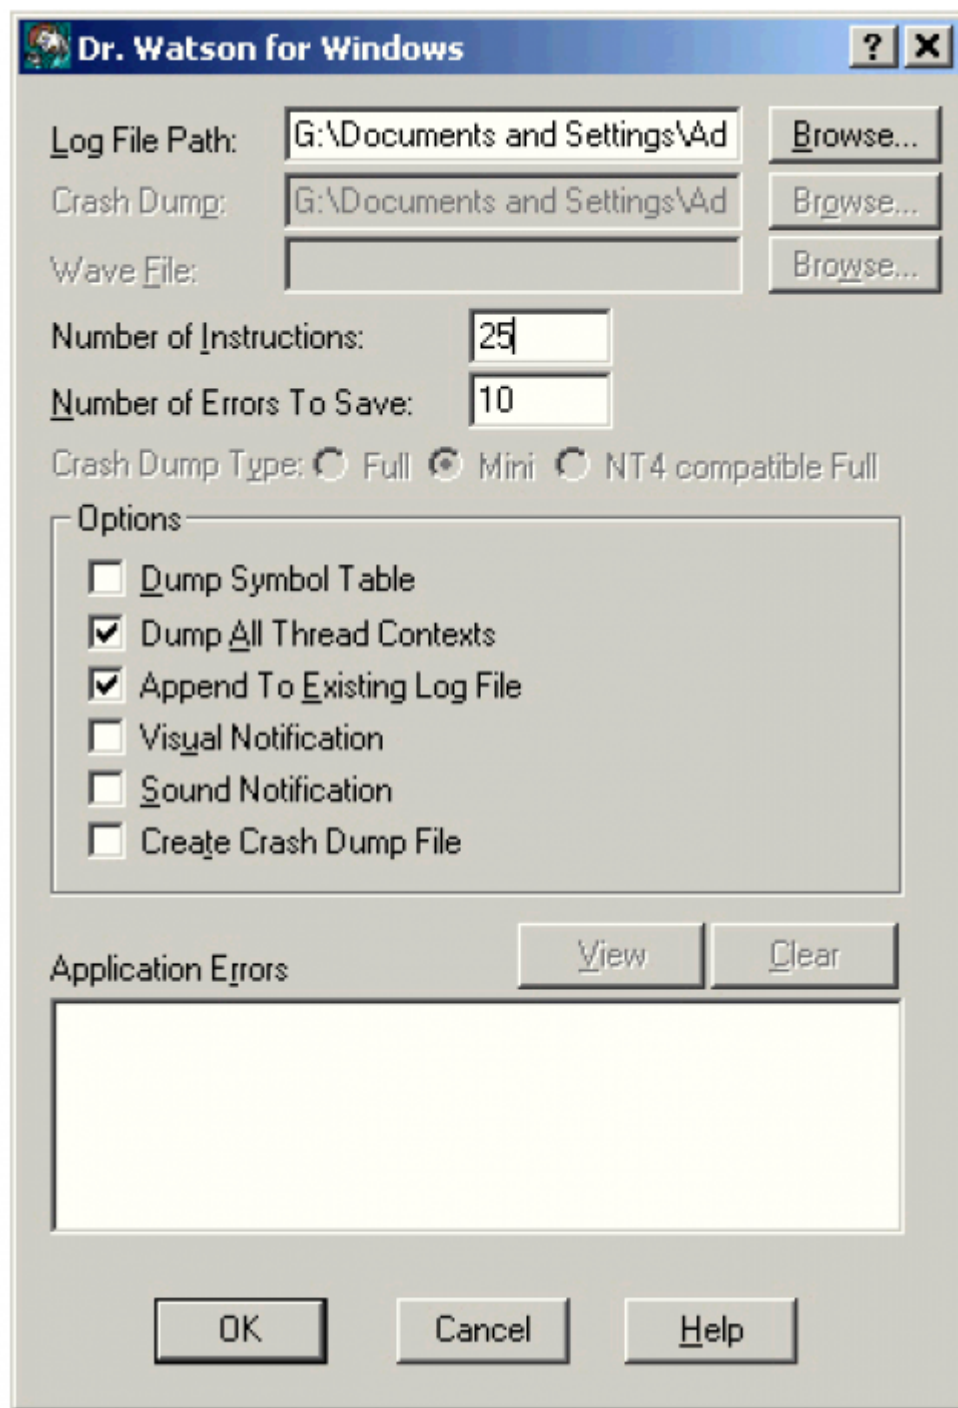 Dr. Watson for Windows
Log File Path: G:\Documents and Settings\Ad Browse...
Crash Dump: G:\Documents and Settings\Ad Browse...
Wave File: Browse...
Number of Instructions: 25
Number of Errors To Save: 10
Crash Dump Type: Full Mini NT4 compatible Full
Options
Dump Symbol Table
Dump All Thread Contexts
Append To Existing Log File
Visual Notification
Sound Notification
Create Crash Dump File
Application Errors View Clear
OK Cancel Help